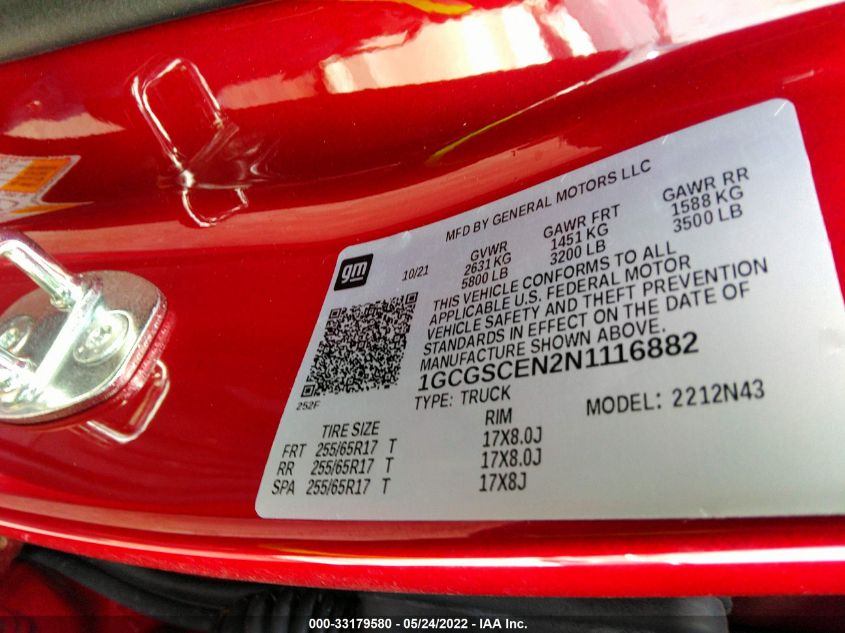 MFD BY GENERAL MOTORS LLC
gm
10/21
GVWR GAWR FRT GAWR RR
2631 KG 1451 KG 1588 KG
5800 LB 3200 LB 3500 LB
THIS VEHICLE CONFORMS TO ALL
APPLICABLE U.S. FEDERAL MOTOR
VEHICLE SAFETY AND THEFT PREVENTION
STANDARDS IN EFFECT ON THE DATE OF
MANUFACTURE SHOWN ABOVE.
252F
1GCGSCEN2N1116882
TYPE: TRUCK MODEL: 2212N43
TIRE SIZE RIM
FRT 255/65R17 T 17X8.0J
RR 255/65R17 T 17X8.0J
SPA 255/65R17 T 17X8J
000-33179580 - 05/24/2022 - IAA Inc.